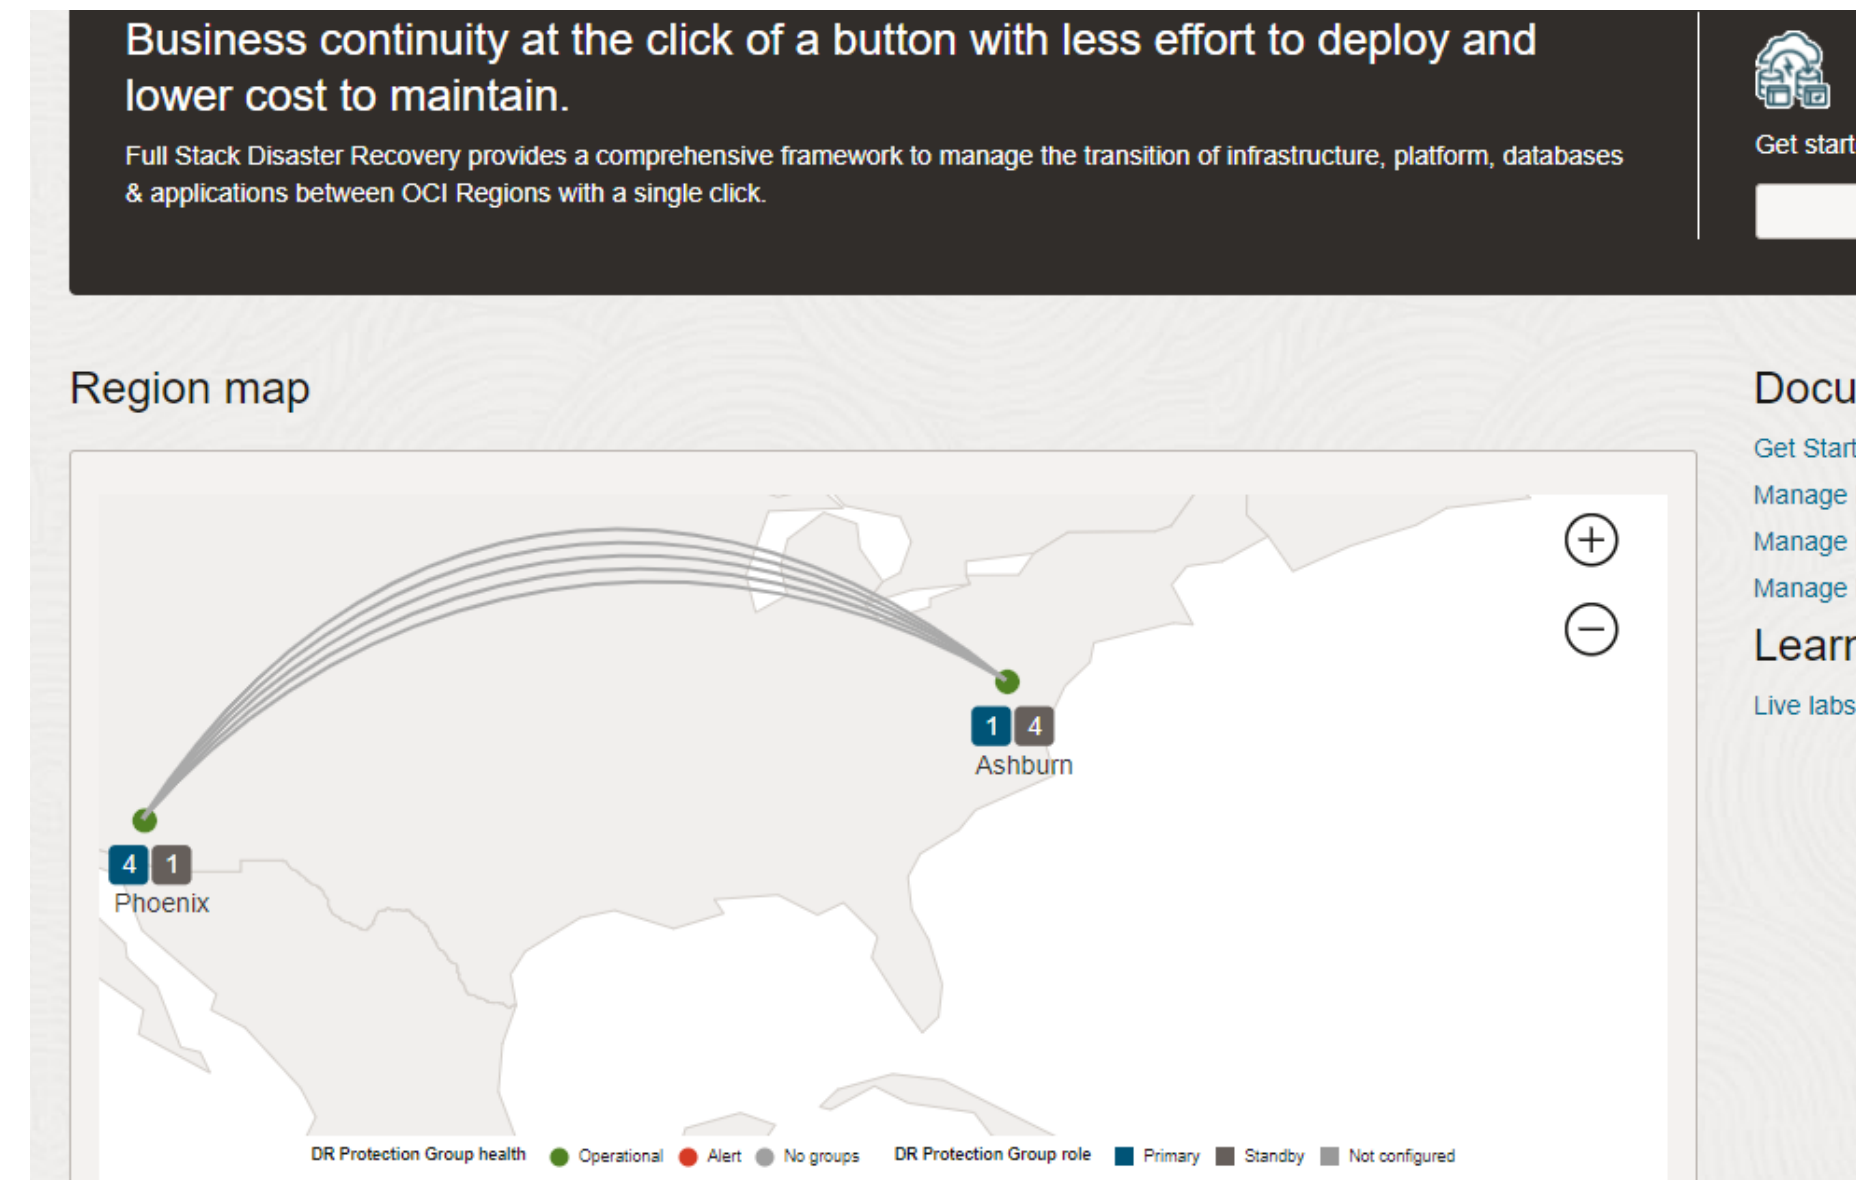 Business continuity at the click of a button with less effort to deploy and
lower cost to maintain.
Full Stack Disaster Recovery provides a comprehensive framework to manage the transition of infrastructure, platform, databases
& applications between OCI Regions with a single click.
Get start
Region map
Docu
Get Start
Manage
Manage
Manage
Learn
Live labs
1 4
Ashburn
4 1
Phoenix
DR Protection Group health Operational Alert No groups DR Protection Group role Primary Standby Not configured